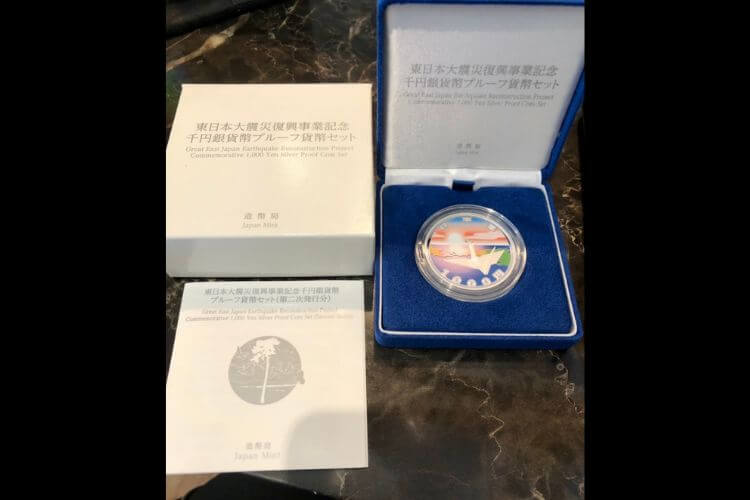 東日本大震災復興事業記念
千円銀貨幣プルーフ貨幣セット
Great East Japan Earthquake Reconstruction Project
Commemorative 1,000 Yen Silver Proof Coin Set
造幣局
Japan Mint
東日本大震災復興事業記念
千円銀貨幣プルーフ貨幣セット
Great East Japan Earthquake Reconstruction Project
Commemorative 1,000 Yen Silver Proof Coin Set
造幣局
Japan Mint
1000円
東日本大震災復興事業記念千円銀貨幣
プルーフ貨幣セット(第二次発行分)
Great East Japan Earthquake Reconstruction Project
Commemorative 1,000 Yen Silver Proof Coin Set
造幣局
Japan Mint